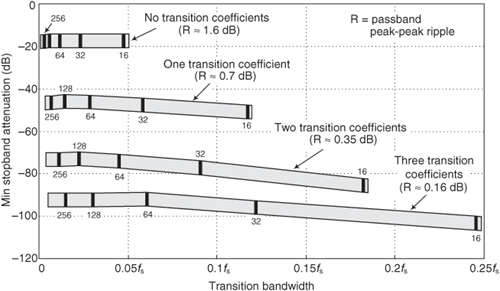 256
No transition coefficients
(R ≈ 1.6 dB)
R = passband
peak-peak ripple
0
64
32
16
−20
One transition coefficient
(R ≈ 0.7 dB)
128
−40
256
64
32
16
Two transition coefficients
(R ≈ 0.35 dB)
−60
128
32
16
Three transition
coefficients
(R ≈ 0.16 dB)
256
64
−80
256
128
64
32
16
−100
−120
Min stopband attenuation (dB)
0
0.05fs
0.1fs
0.15fs
0.2fs
0.25fs
Transition bandwidth